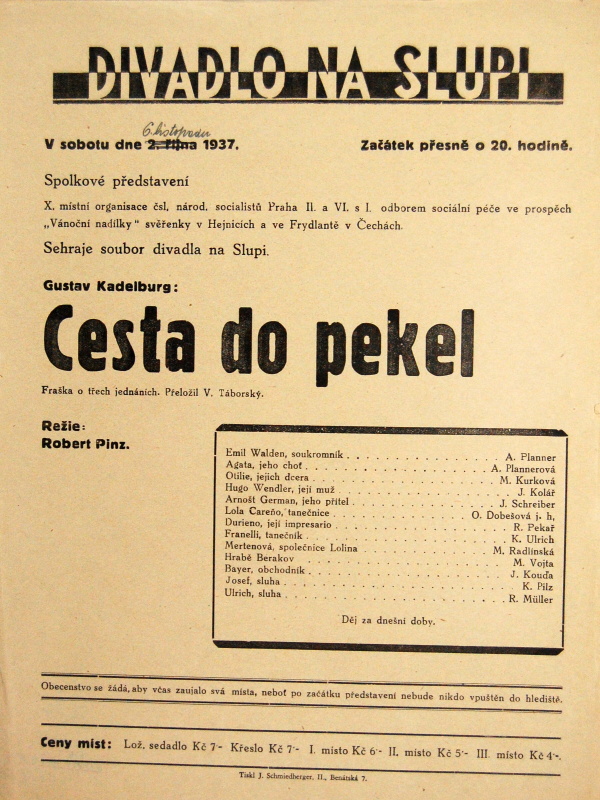 DIVADLO NA SLUPI
6. listopadu
V sobotu dne 2. října 1937. Začátek přesně o 20. hodině.
Spolkové představení
X. místní organisace čsl, národ. socialistů Praha II. a VI. s I. odborem sociální péče ve prospěch
„Vánoční nadílky“ svěřenky v Hejnicích a ve Frydlantě v Čechách.
Sehraje soubor divadla na Slupi.
Gustav Kadelburg:
Cesta do pekel
Fraška o třech jednáních. Přeložil V. Táborský.
Režie:
Robert Pinz.
Emil Walden, soukromník . . . . . . . . . . . . . A. Planner
Agata, jeho choť . . . . . . . . . . . . . A. Plannerová
Otilie, jejich dcera . . . . . . . . . . . . . M. Kurková
Hugo Wendler, její muž . . . . . . . . . . . . . J. Kolář
Arnošt German, jeho přítel . . . . . . . . . . . . . J. Schreiber
Lola Careňo, tanečnice . . . . . . . . . . . . . O. Dobešová j. h,
Durieno, její impresario . . . . . . . . . . . . . R. Pekař
Franelli, tanečník . . . . . . . . . . . . . K. Ulrich
Mertenová, společnice Lolina . . . . . . . . . . . . . M. Radlínská
Hrabě Berakov . . . . . . . . . . . . . M. Vojta
Bayer, obchodník . . . . . . . . . . . . . J. Kouďa
Josef, sluha . . . . . . . . . . . . . K. Pilz
Ulrich, sluha . . . . . . . . . . . . . R. Müller
Děj za dnešní doby.
Obecenstvo se žádá, aby včas zaujalo svá místa, neboť po začátku představení nebude nikdo vpuštěn do hlediště.
Ceny míst: Lož. sedadlo Kč 7·- Křeslo Kč 7·- I. místo Kč 6·- II. místo Kč 5·- III. místo Kč 4·-.
Tiskl J. Schmiedberger, II., Benátská 7.